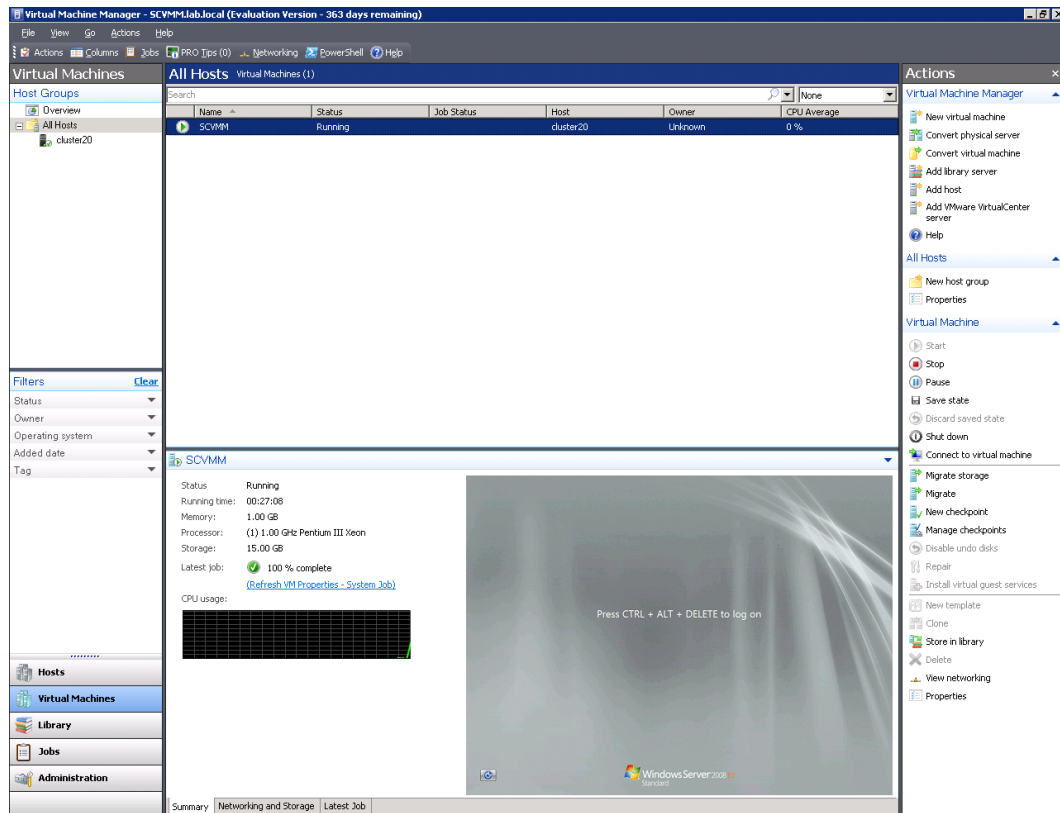 Virtual Machine Manager - SCVMM.lab.local (Evaluation Version - 363 days remaining)
File View Go Actions Help
Actions Columns Jobs PRO Tips (0) Networking PowerShell Help
Virtual Machines
Host Groups
Overview
All Hosts
cluster20
Filters Clear
Status
Owner
Operating system
Added date
Tag
Hosts
Virtual Machines
Library
Jobs
Administration
All Hosts Virtual Machines (1)
Search
None
Name Status Job Status Host Owner CPU Average
SCVMM Running cluster20 Unknown 0 %
SCVMM
Status Running
Running time: 00:27:08
Memory: 1.00 GB
Processor: (1) 1.00 GHz Pentium III Xeon
Storage: 15.00 GB
Latest job: 100 % complete
(Refresh VM Properties - System Job)
CPU usage:
Press CTRL + ALT + DELETE to log on
Windows Server 2008 R2
Standard
Summary Networking and Storage Latest Job
Actions
Virtual Machine Manager
New virtual machine
Convert physical server
Convert virtual machine
Add library server
Add host
Add VMware VirtualCenter
server
Help
All Hosts
New host group
Properties
Virtual Machine
Start
Stop
Pause
Save state
Discard saved state
Shut down
Connect to virtual machine
Migrate storage
Migrate
New checkpoint
Manage checkpoints
Disable undo disks
Repair
Install virtual guest services
New template
Clone
Store in library
Delete
View networking
Properties